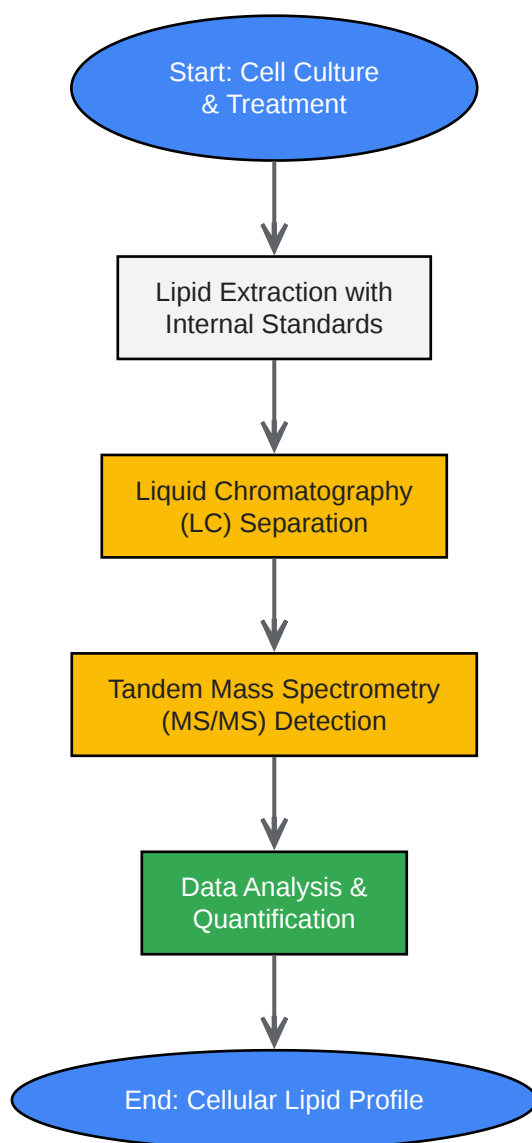 Start: Cell Culture
& Treatment
Lipid Extraction with
Internal Standards
Liquid Chromatography
(LC) Separation
Tandem Mass Spectrometry
(MS/MS) Detection
Data Analysis &
Quantification
End: Cellular Lipid Profile